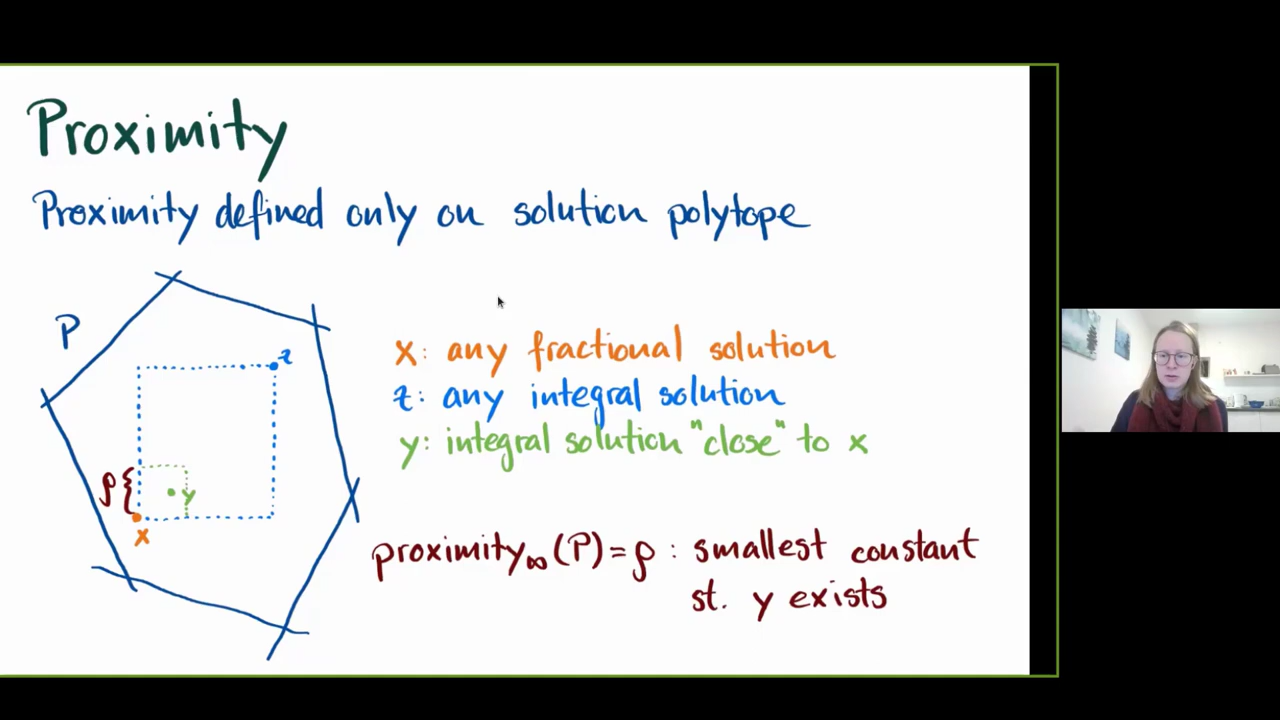 Proximity
Proximity defined only on solution polytope
P
z
x: any fractional solution
z: any integral solution
y: integral solution "close" to x
ρ{
y
x
proximity∞(P)=ρ: smallest constant
st. y exists